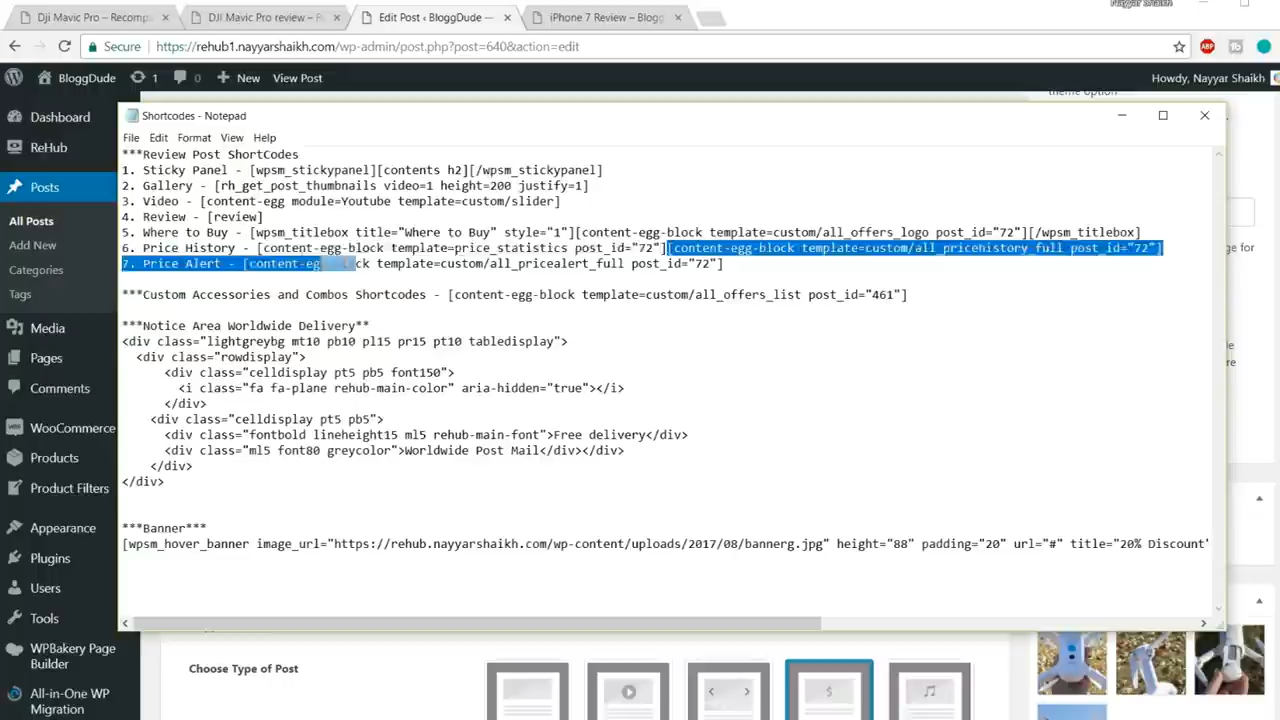 Nayyar Shaikh
Dji Mavic Pro – Recomp
DJI Mavic Pro review – R
Edit Post ‹ BloggDude —
iPhone 7 Review – Blogg
Secure
https://rehub1.nayyarshaikh.com/wp-admin/post.php?post=640&action=edit
ABP
BloggDude
1
0
New
View Post
Howdy, Nayyar Shaikh
theme option
Dashboard
ReHub
Posts
All Posts
Add New
Categories
Tags
Media
Pages
Comments
WooCommerce
Products
Product Filters
Appearance
Plugins
Users
Tools
WPBakery Page
Builder
All-in-One WP
Migration
Shortcodes - Notepad
File Edit Format View Help
***Review Post ShortCodes
1. Sticky Panel - [wpsm_stickypanel][contents h2][/wpsm_stickypanel]
2. Gallery - [rh_get_post_thumbnails video=1 height=200 justify=1]
3. Video - [content-egg module=Youtube template=custom/slider]
4. Review - [review]
5. Where to Buy - [wpsm_titlebox title="Where to Buy" style="1"][content-egg-block template=custom/all_offers_logo post_id="72"][/wpsm_titlebox]
6. Price History - [content-egg-block template=price_statistics post_id="72"][content-egg-block template=custom/all_pricehistory_full post_id="72"]
7. Price Alert - [content-egg-block template=custom/all_pricealert_full post_id="72"]
***Custom Accessories and Combos Shortcodes - [content-egg-block template=custom/all_offers_list post_id="461"]
***Notice Area Worldwide Delivery**
<div class="lightgreybg mt10 pb10 pl15 pr15 pt10 tabledisplay">
<div class="rowdisplay">
<div class="celldisplay pt5 pb5 font150">
<i class="fa fa-plane rehub-main-color" aria-hidden="true"></i>
</div>
<div class="celldisplay pt5 pb5">
<div class="fontbold lineheight15 ml5 rehub-main-font">Free delivery</div>
<div class="ml5 font80 greycolor">Worldwide Post Mail</div></div>
</div>
</div>
***Banner***
[wpsm_hover_banner image_url="https://rehub.nayyarshaikh.com/wp-content/uploads/2017/08/bannerg.jpg" height="88" padding="20" url="#" title="20% Discount"
ge for
le
re
Choose Type of Post